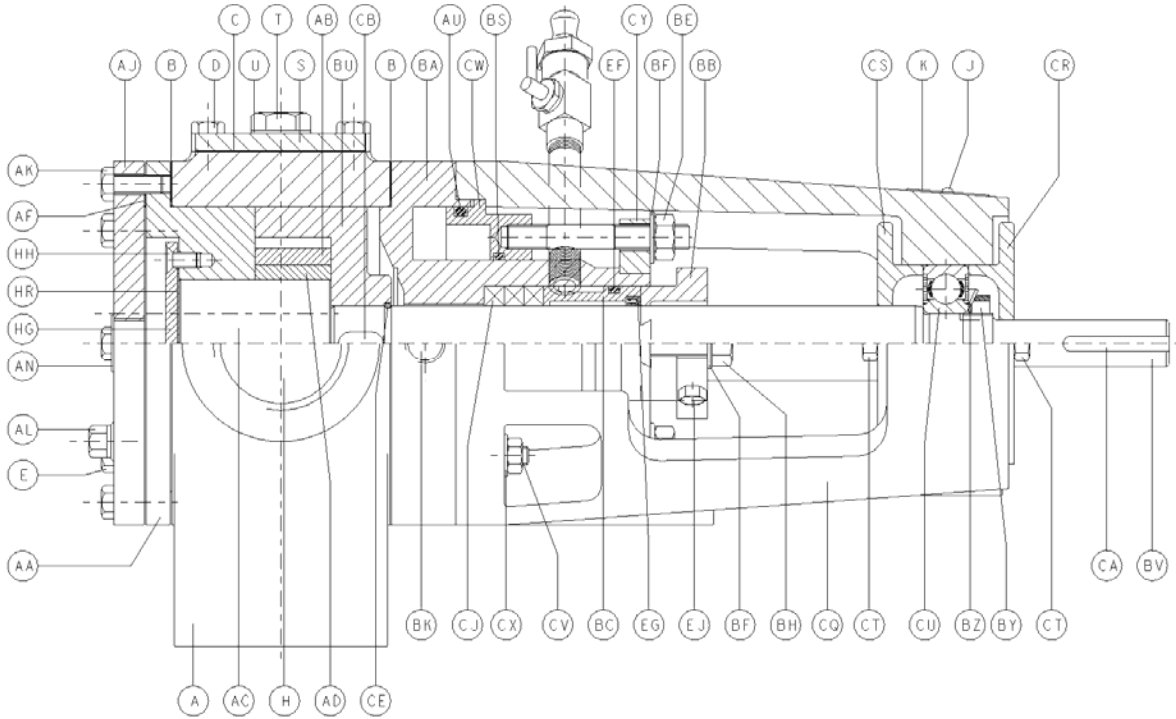 C T AB CB AU BS CY BE
AJ B D U S BU B BA CW EF BF BB CS K J CR
AK
AF
HH
HR
HG
AN
AL
E
AA
BK CJ CX CV BC EG EJ BF BH CQ CT CU BZ BY CT CA BV
A AC H AD CE